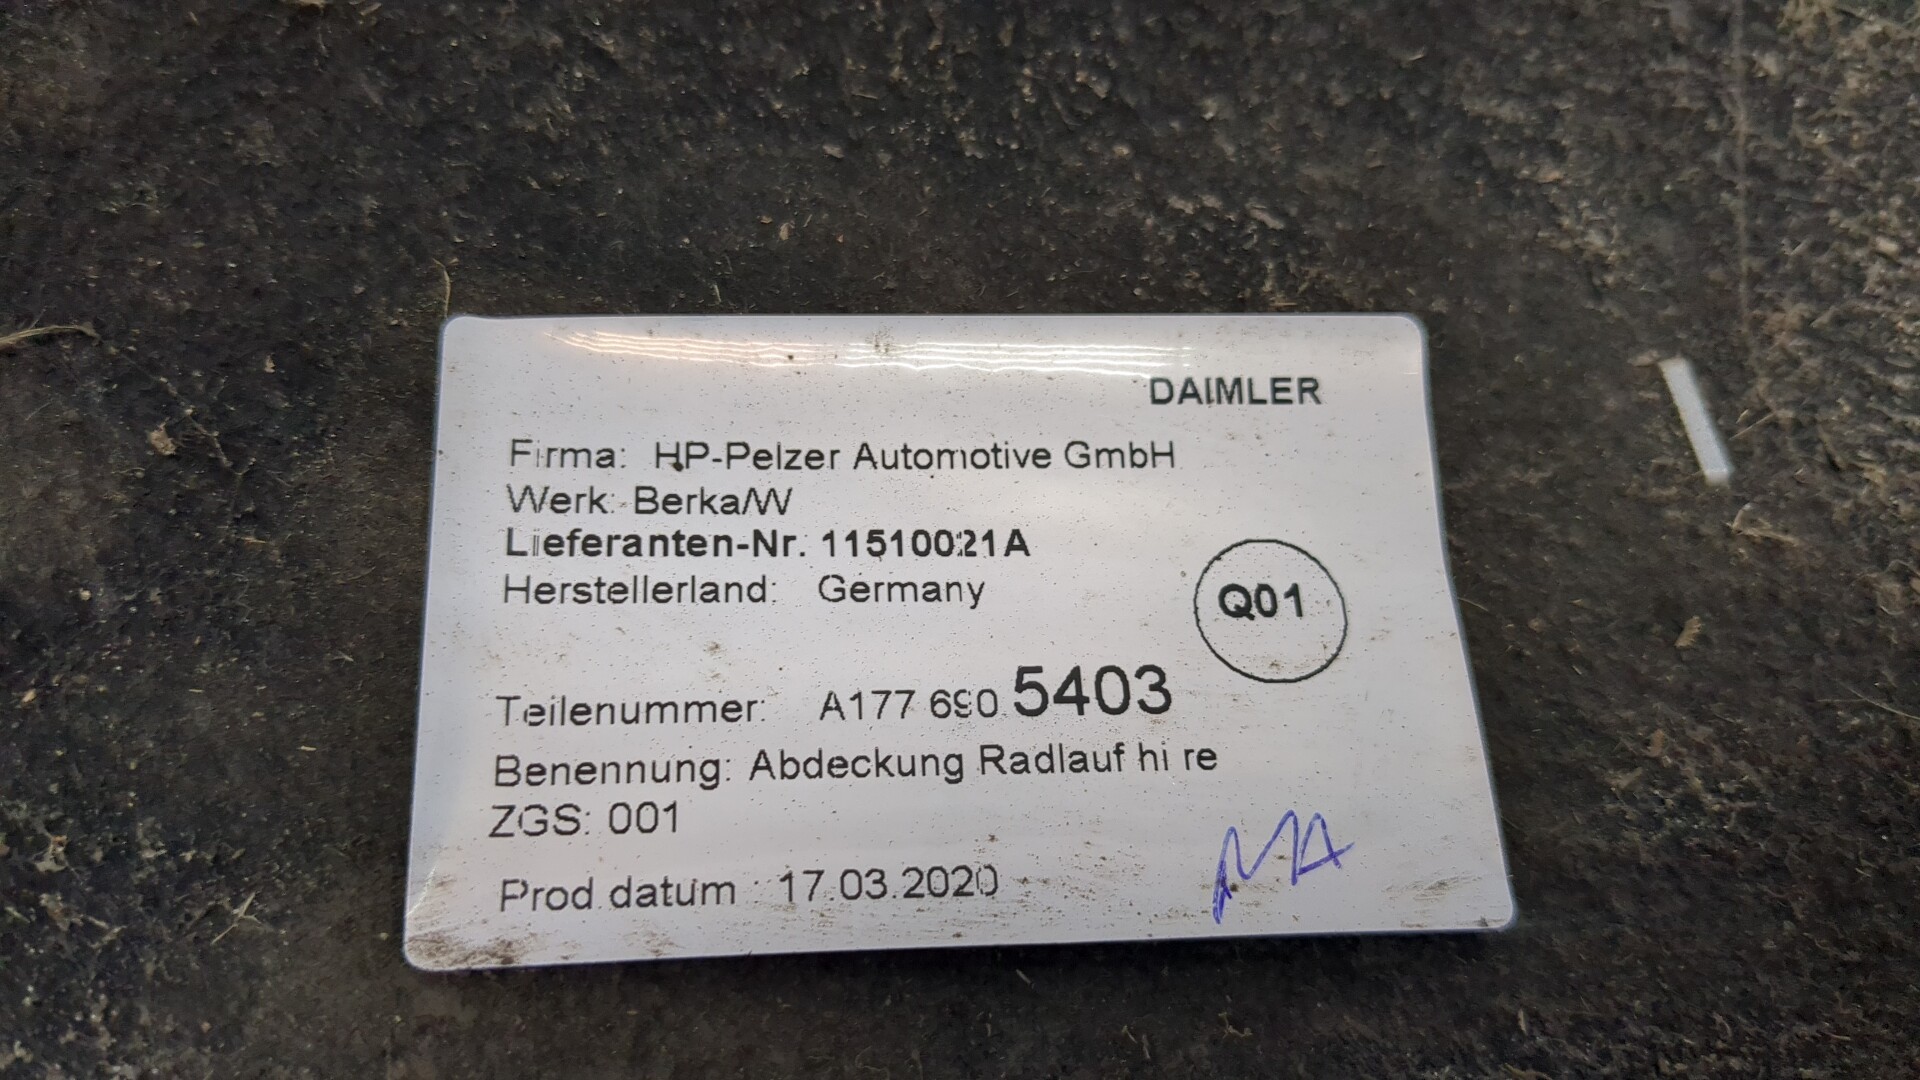 DAIMLER
Firma: HP-Pelzer Automotive GmbH
Werk: Berka/W
Lieferanten-Nr. 11510021A
Herstellerland: Germany
Q01
Teilenummer: A177 690 5403
Benennung: Abdeckung Radlauf hi re
ZGS: 001
Prod.datum : 17.03.2020